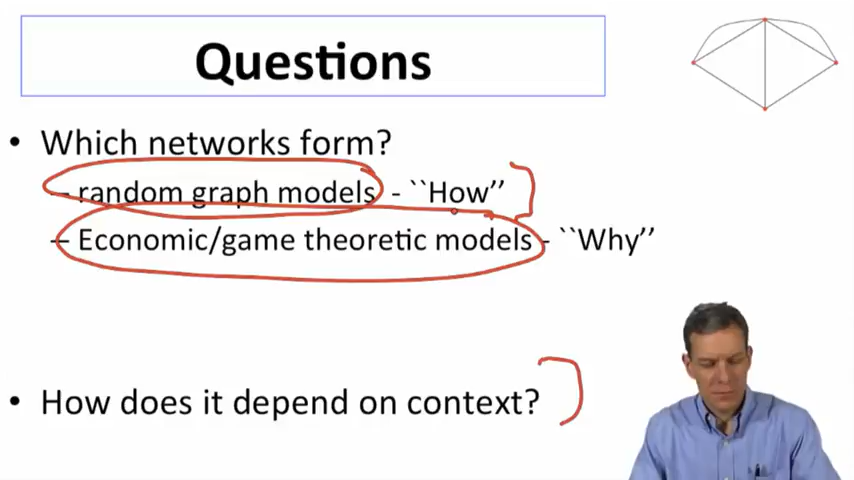 Questions
• Which networks form?
– random graph models - ``How’’
– Economic/game theoretic models - ``Why’’
• How does it depend on context?